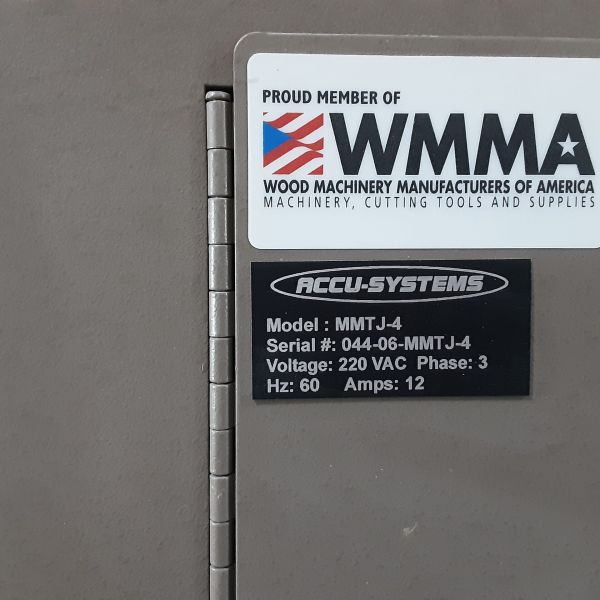 PROUD MEMBER OF
WMMA
WOOD MACHINERY MANUFACTURERS OF AMERICA
MACHINERY, CUTTING TOOLS AND SUPPLIES
ACCU-SYSTEMS
Model : MMTJ-4
Serial #: 044-06-MMTJ-4
Voltage: 220 VAC Phase: 3
Hz: 60 Amps: 12